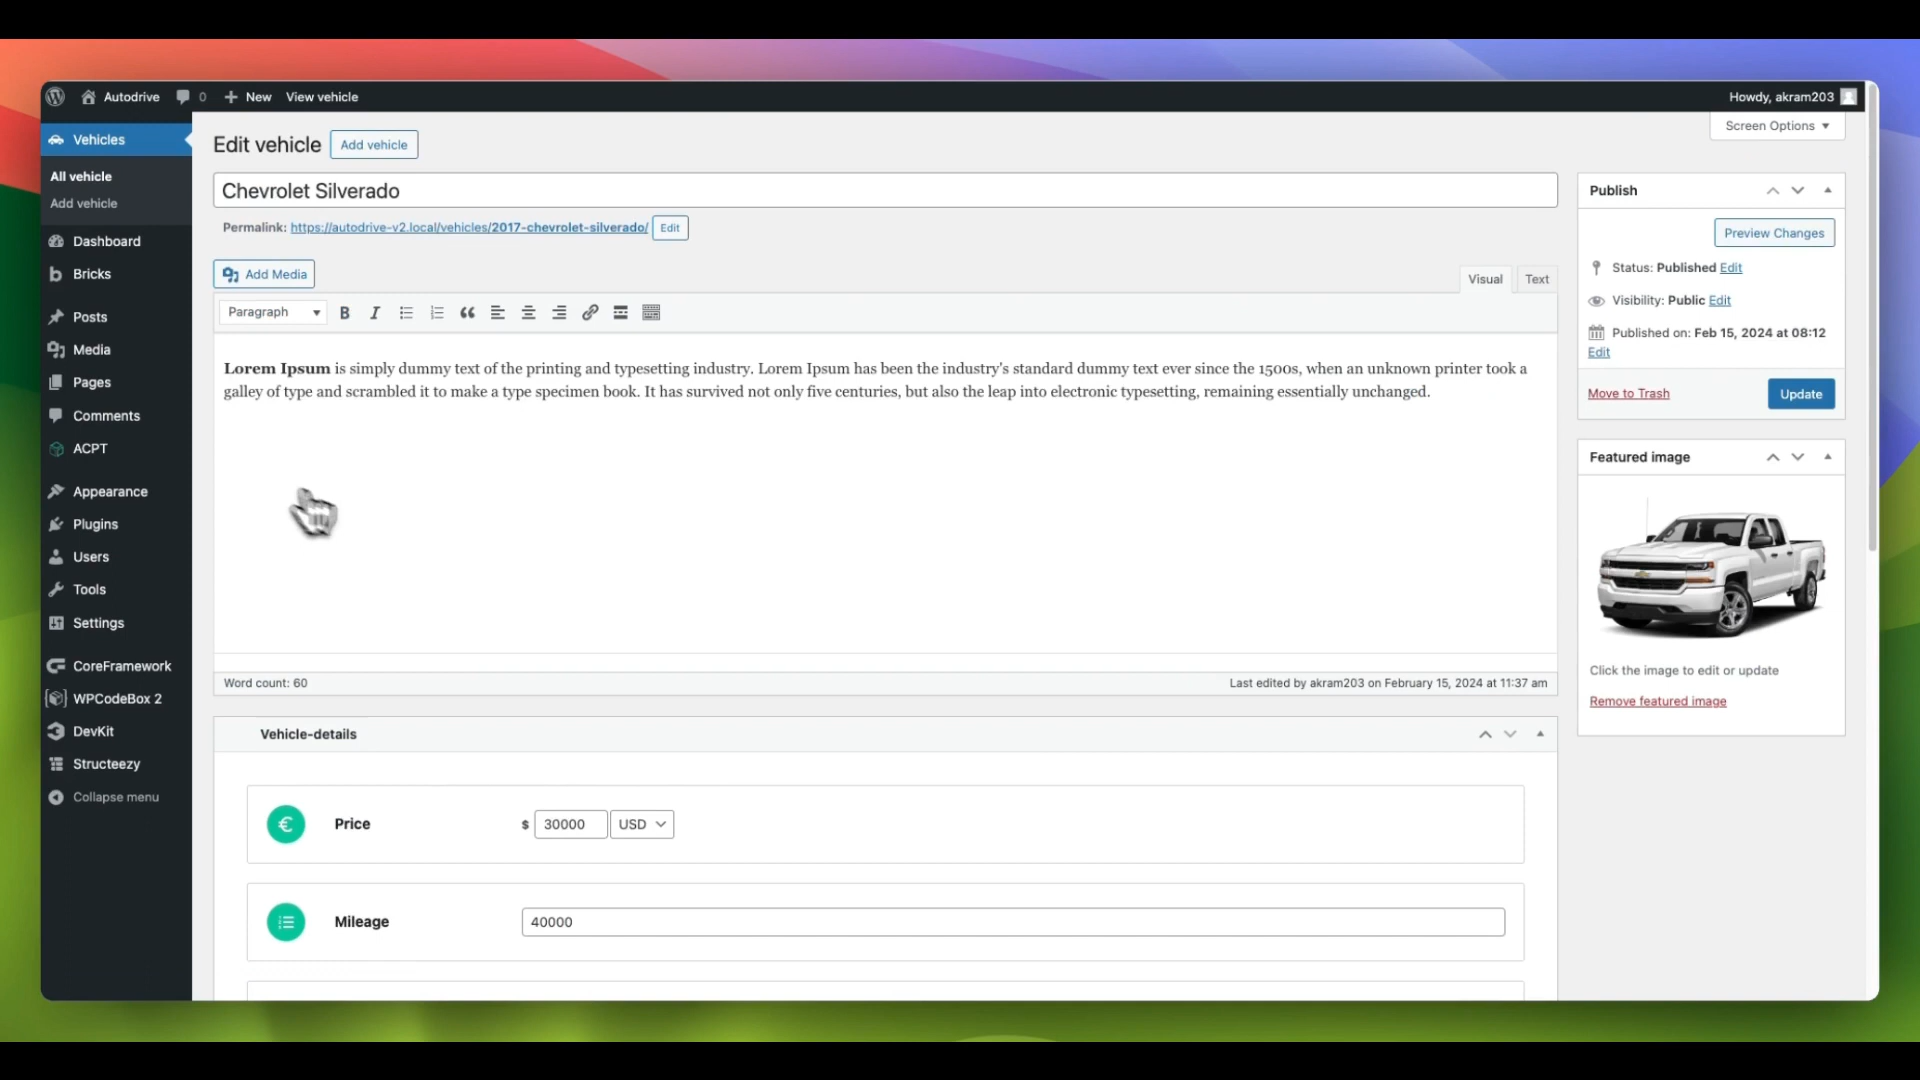 Autodrive
0
New
View vehicle
Howdy, akram203
Screen Options
Vehicles
All vehicle
Add vehicle
Dashboard
Bricks
Posts
Media
Pages
Comments
ACPT
Appearance
Plugins
Users
Tools
Settings
CoreFramework
WPCodeBox 2
DevKit
Structeezy
Collapse menu
Edit vehicle
Add vehicle
Chevrolet Silverado
Permalink: https://autodrive-v2.local/vehicles/2017-chevrolet-silverado/ Edit
Add Media
Visual
Text
Paragraph
Lorem Ipsum is simply dummy text of the printing and typesetting industry. Lorem Ipsum has been the industry's standard dummy text ever since the 1500s, when an unknown printer took a
galley of type and scrambled it to make a type specimen book. It has survived not only five centuries, but also the leap into electronic typesetting, remaining essentially unchanged.
Word count: 60
Last edited by akram203 on February 15, 2024 at 11:37 am
Vehicle-details
Price
$ 30000 USD
Mileage
40000
Publish
Preview Changes
Status: Published Edit
Visibility: Public Edit
Published on: Feb 15, 2024 at 08:12
Edit
Move to Trash
Update
Featured image
Click the image to edit or update
Remove featured image